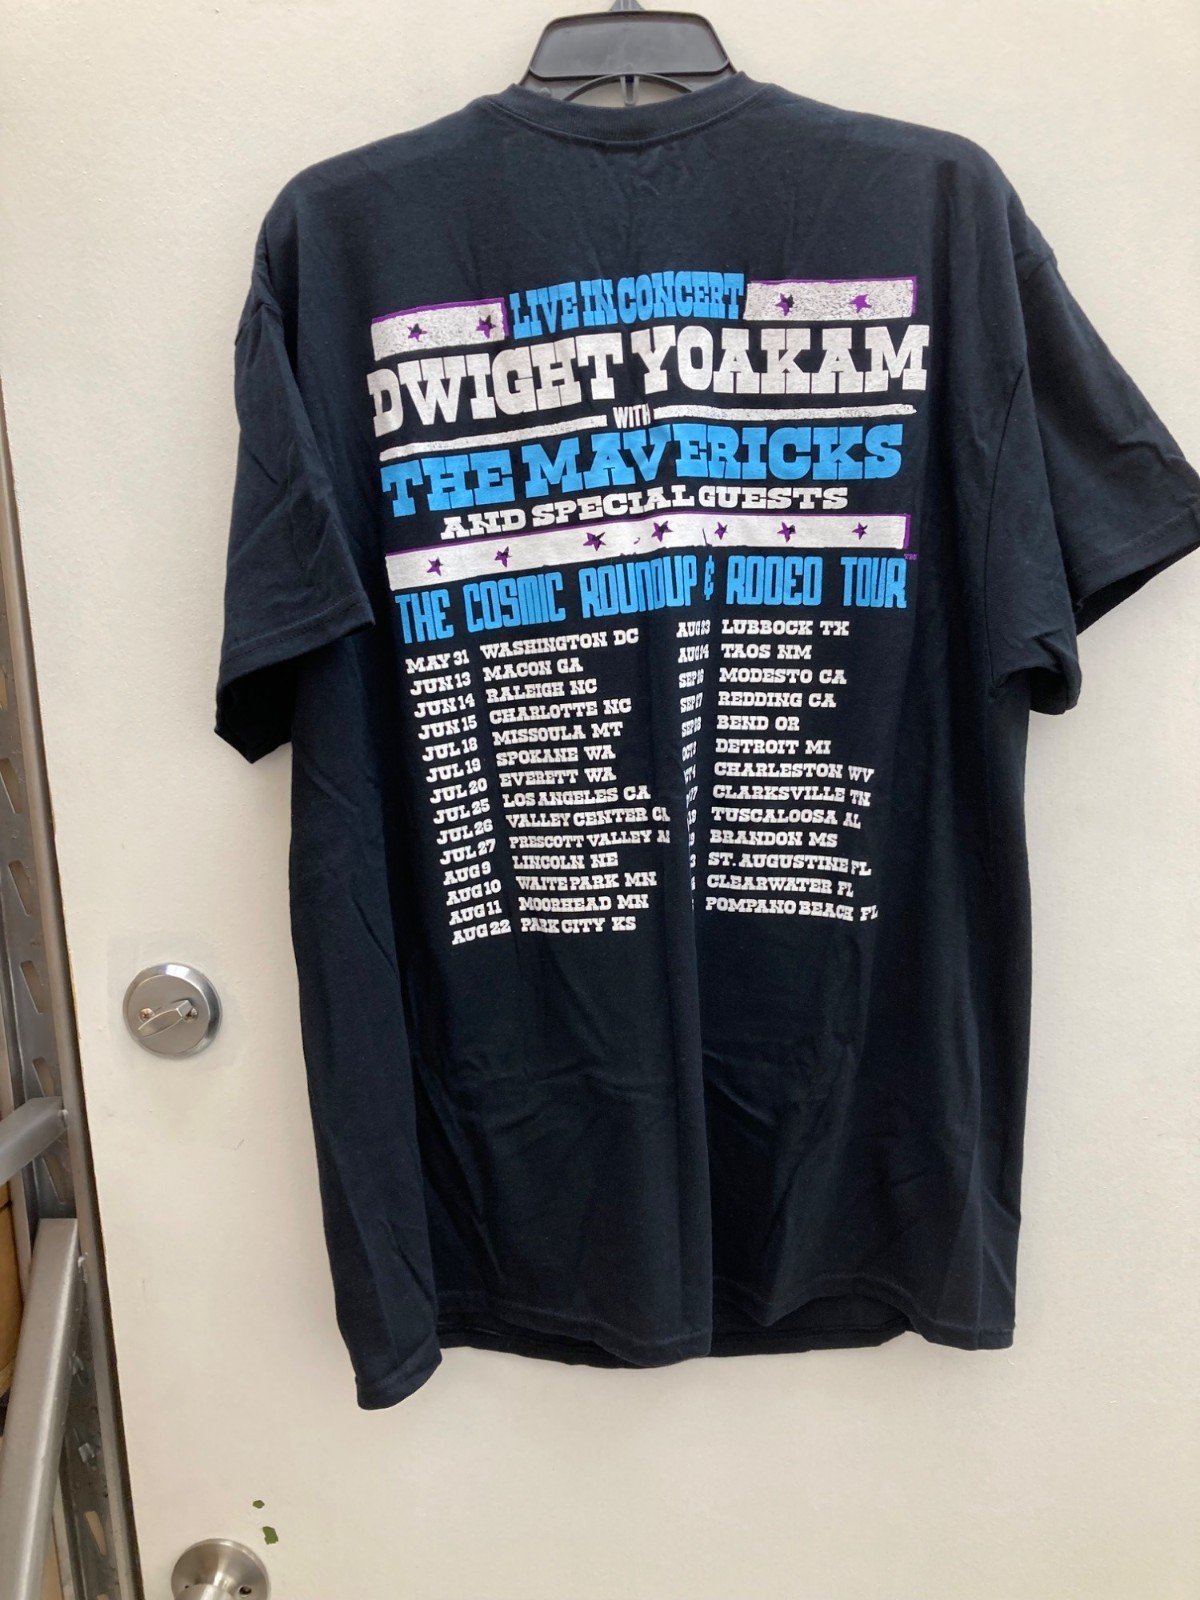 LIVE IN CONCERT
DWIGHT YOAKAM
WITH
THE MAVERICKS
AND SPECIAL GUESTS
THE COSMIC ROUNDUP & RODEO TOUR
MAY 31 WASHINGTON DC
JUN 13 MACON GA
JUN 14 RALEIGH NC
JUN 15 CHARLOTTE NC
JUL 18 MISSOULA MT
JUL 19 SPOKANE WA
JUL 20 EVERETT WA
JUL 25 LOS ANGELES CA
JUL 26 VALLEY CENTER CA
JUL 27 PRESCOTT VALLEY
AUG 9 LINCOLN NE
AUG 10 WAITE PARK MN
AUG 11 MOORHEAD MN
AUG 22 PARK CITY KS
AUG 23 LUBBOCK TX
AUG TAOS NM
SEP MODESTO CA
SEP REDDING CA
SEP BEND OR
OCT DETROIT MI
CHARLESTON WV
CLARKSVILLE TN
TUSCALOOSA AL
BRANDON MS
ST. AUGUSTINE FL
CLEARWATER FL
POMPANO BEACH FL